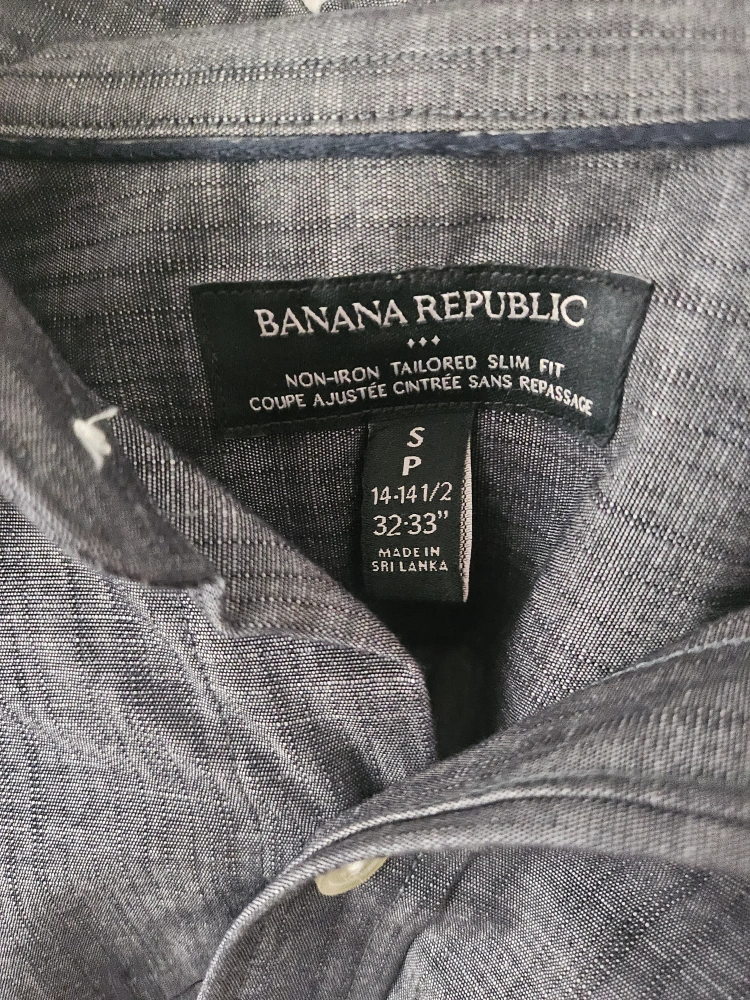 BANANA REPUBLIC
NON-IRON TAILORED SLIM FIT
COUPE AJUSTÉE CINTRÉE SANS REPASSAGE
S
P
14-14 1/2
32-33"
MADE IN
SRI LANKA